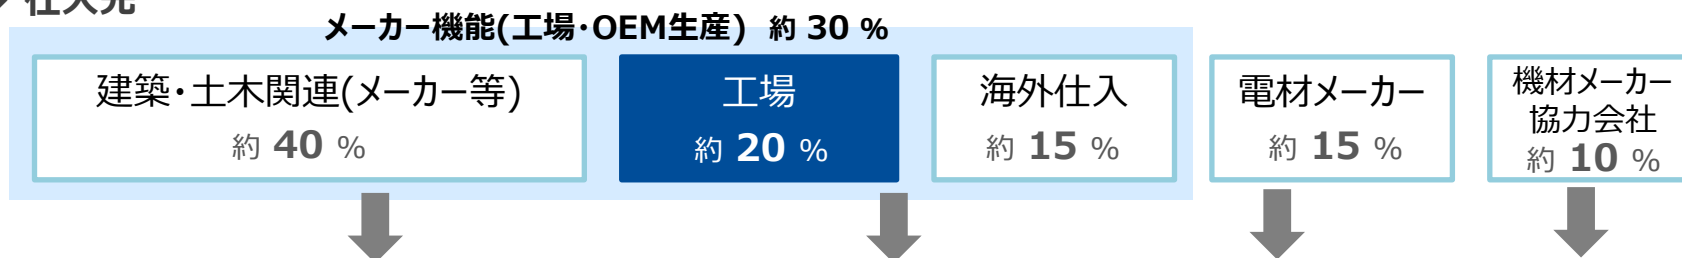 仕入先
メーカー機能(工場・OEM生産) 約 30 %
建築・土木関連(メーカー等)
約 40 %
工場
約 20 %
海外仕入
約 15 %
電材メーカー
約 15 %
機材メーカー
協力会社
約 10 %